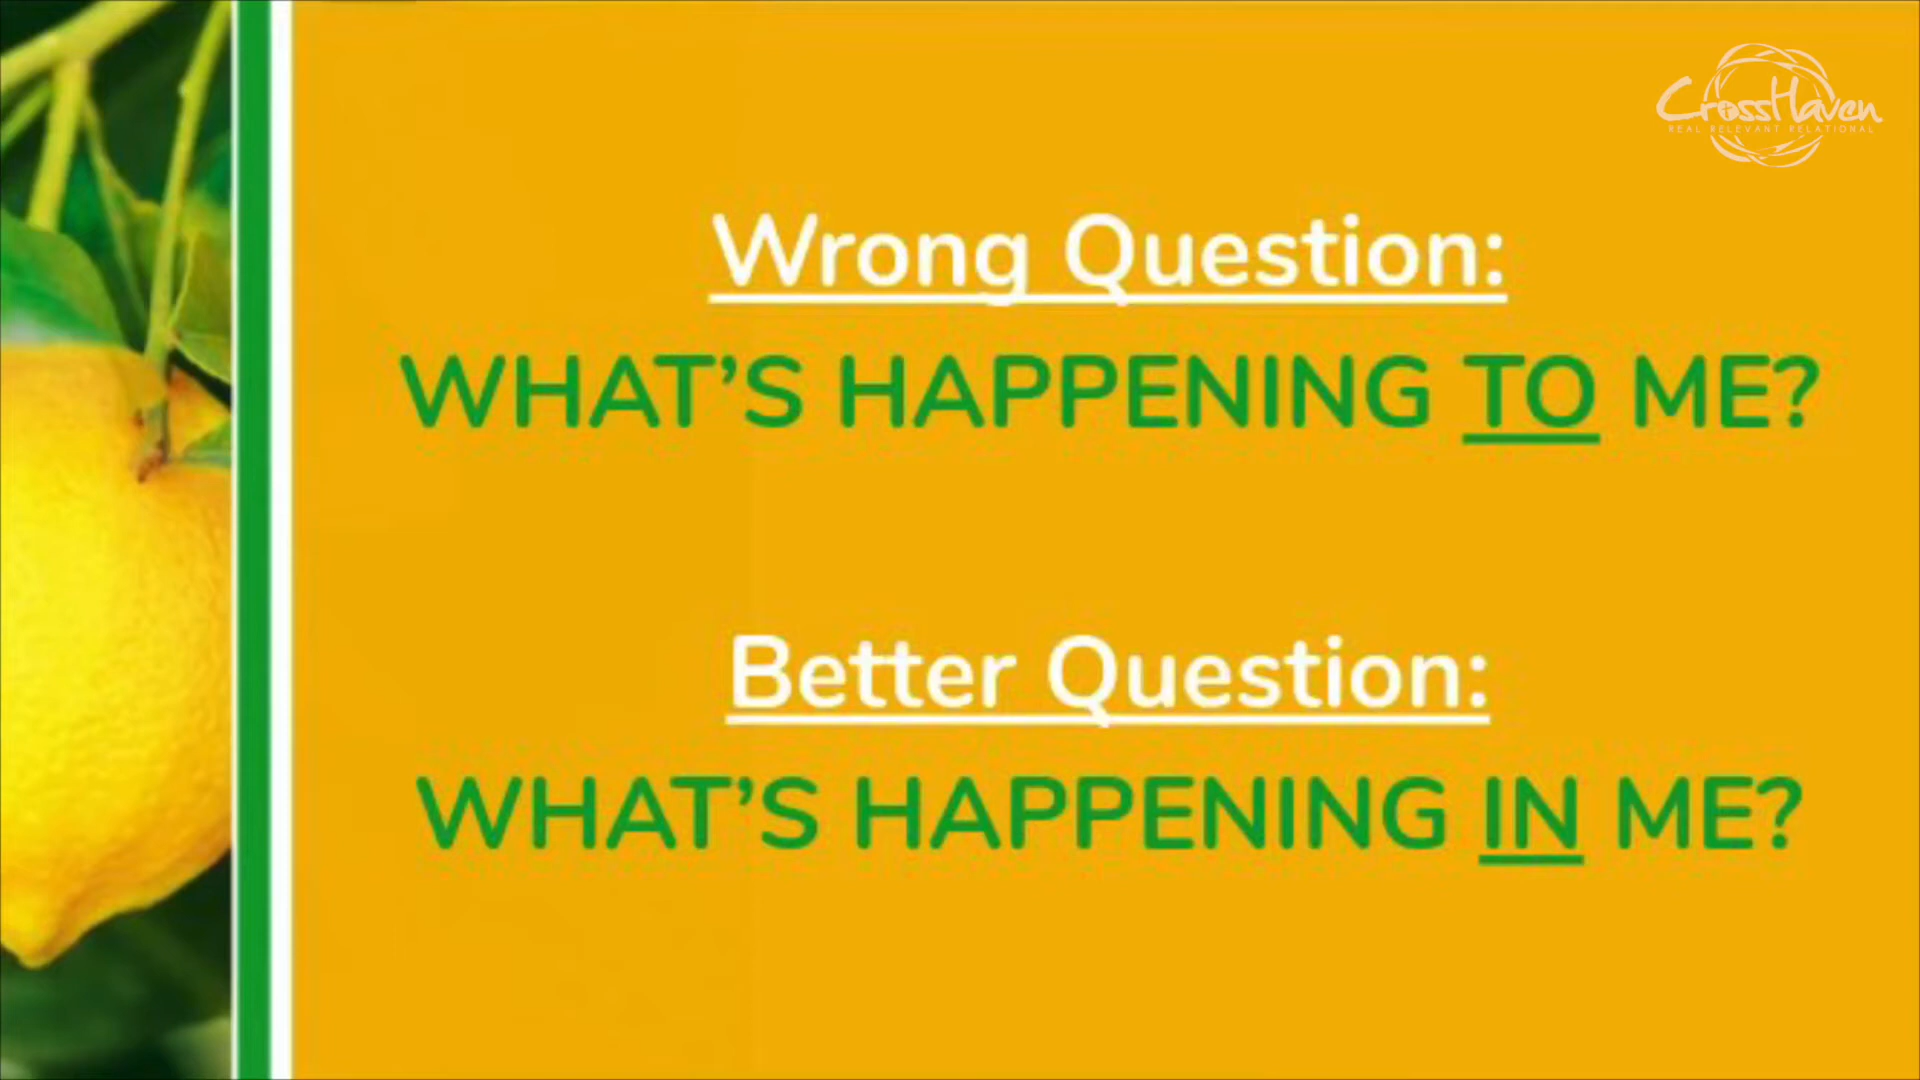 CrossHaven
REAL RELEVANT RELATIONAL
Wrong Question:
WHAT'S HAPPENING TO ME?
Better Question:
WHAT'S HAPPENING IN ME?